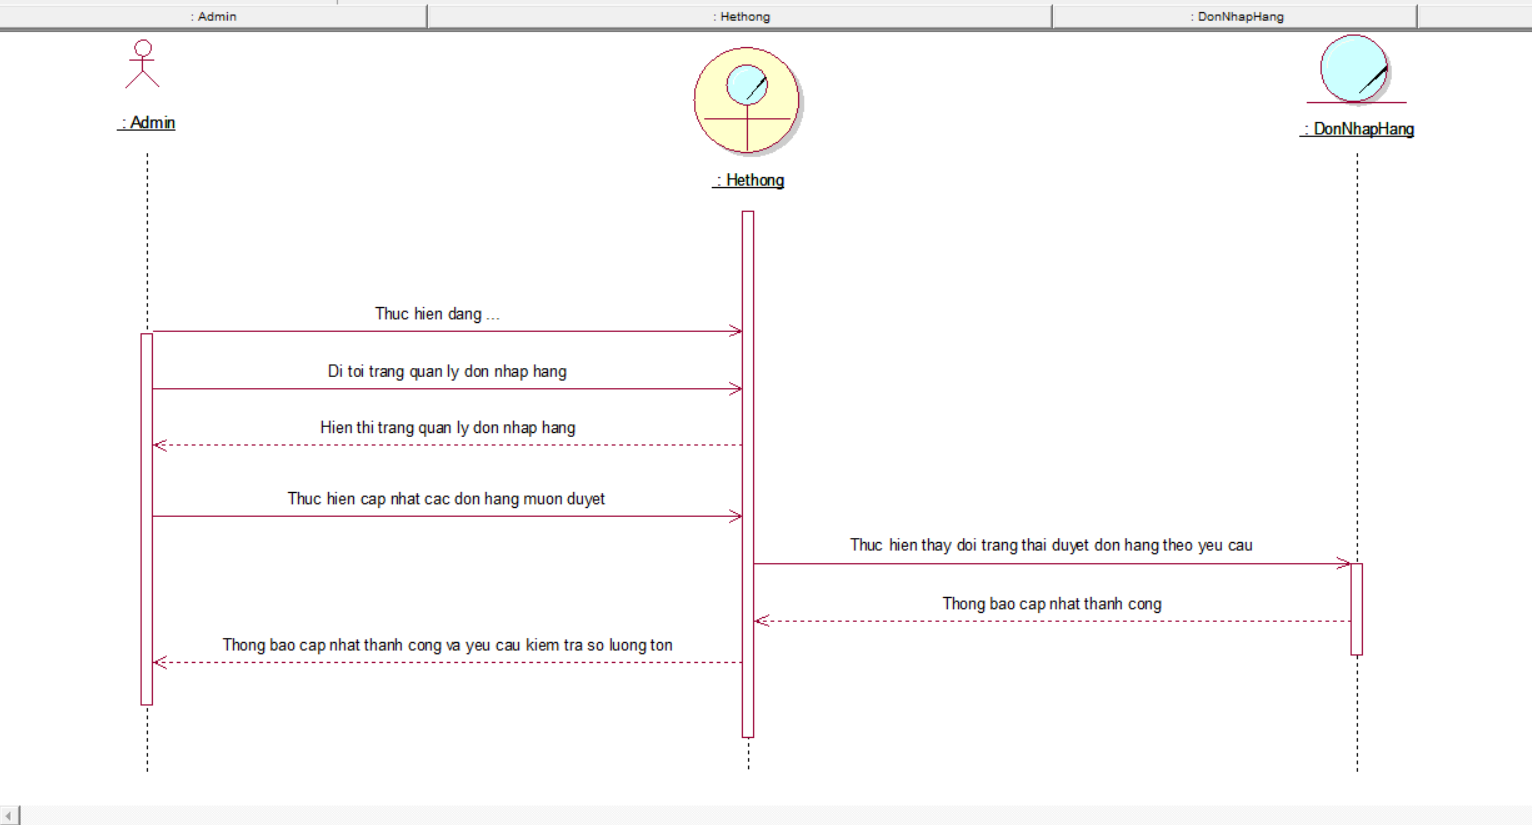 : Admin
: Hethong
: DonNhapHang
: Admin
: Hethong
: DonNhapHang
Thuc hien dang ...
Di toi trang quan ly don nhap hang
Hien thi trang quan ly don nhap hang
Thuc hien cap nhat cac don hang muon duyet
Thuc hien thay doi trang thai duyet don hang theo yeu cau
Thong bao cap nhat thanh cong
Thong bao cap nhat thanh cong va yeu cau kiem tra so luong ton